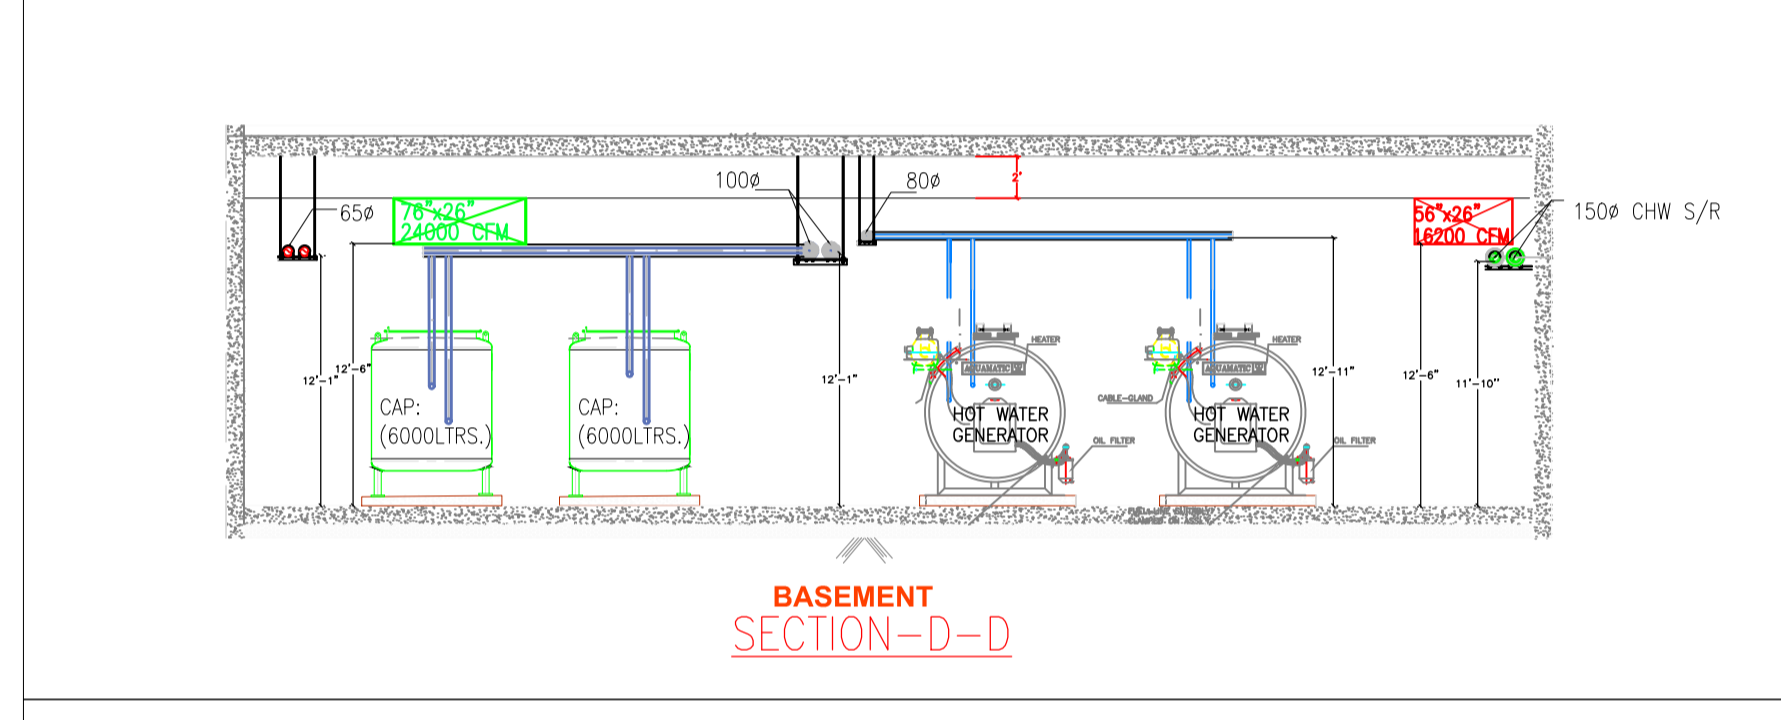 100ø
80ø
2'
65ø
76"x26"
24000 CFM
56"x26"
16200 CFM
150ø CHW S/R
HEATER
HEATER
AQUAMATIC
AQUAMATIC
12'-1"
12'-6"
12'-1"
12'-11"
12'-6"
11'-10"
CAP:
(6000LTRS.)
CAP:
(6000LTRS.)
CABLE-GLAND
HOT WATER
GENERATOR
HOT WATER
GENERATOR
OIL FILTER
OIL FILTER
BASEMENT
SECTION-D-D